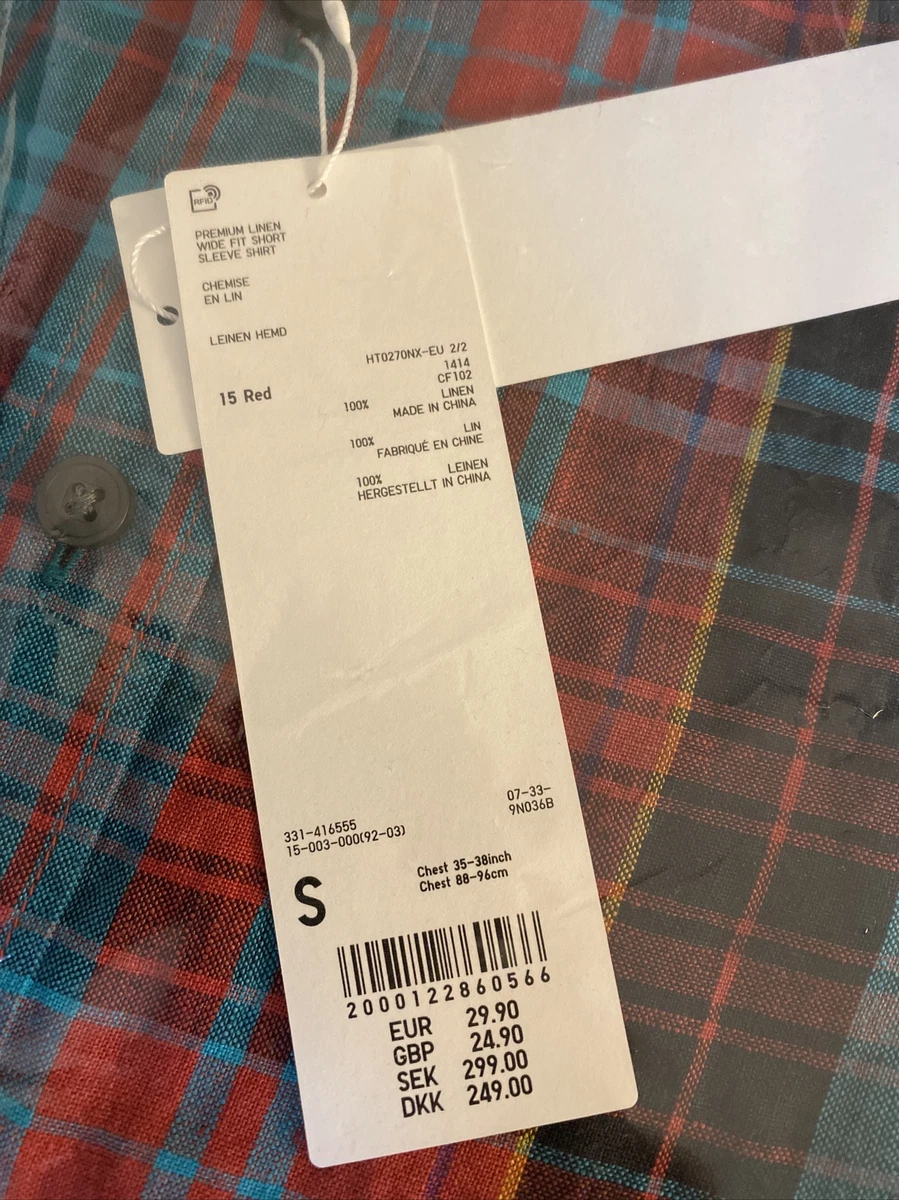 RFID
PREMIUM LINEN
WIDE FIT SHORT
SLEEVE SHIRT
CHEMISE
EN LIN
LEINEN HEMD
HT0270NX-EU 2/2
1414
CF102
15 Red
100% LINEN
MADE IN CHINA
100% LIN
FABRIQUÉ EN CHINE
100% LEINEN
HERGESTELLT IN CHINA
07-33-
9N036B
331-416555
15-003-000(92-03)
S
Chest 35-38inch
Chest 88-96cm
2000122860566
EUR 29.90
GBP 24.90
SEK 299.00
DKK 249.00